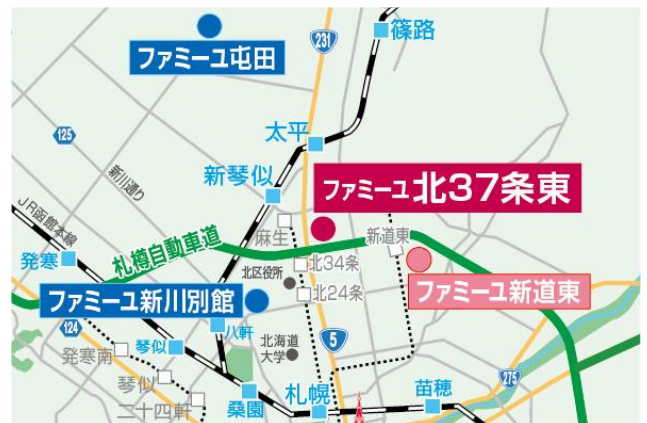 篠路
231
ファミーユ屯田
太平
125
新琴似
ファミーユ北37条東
新川通り
JR函館本線
麻生
新道東
札樽自動車道
発寒
北34条
北区役所
ファミーユ新道東
ファミーユ新川別館
北24条
124
八軒
5
北海道
大学
発寒南
琴似
275
琴似
桑園
札幌
苗穂
二十四軒